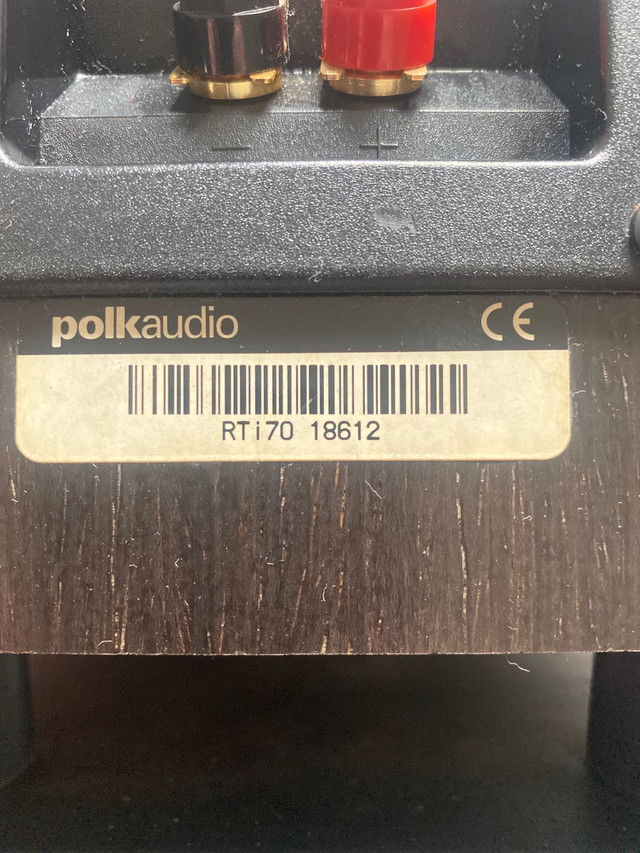 − +
polkaudio CE
RTi70 18612